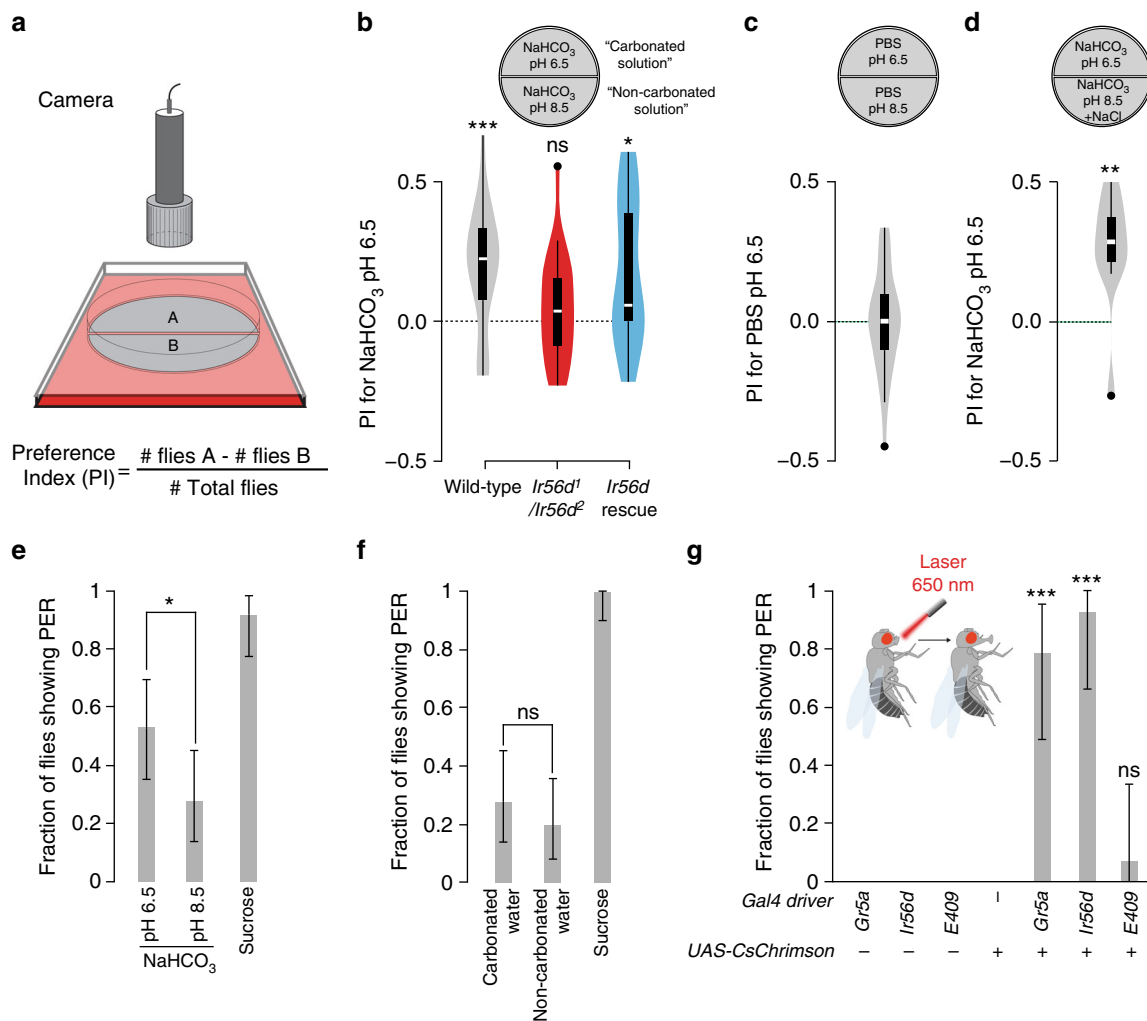 a
Camera
A
B
Preference Index (PI) = # flies A - # flies B / # Total flies
b
NaHCO3 pH 6.5
"Carbonated solution"
NaHCO3 pH 8.5
"Non-carbonated solution"
***
ns
*
PI for NaHCO3 pH 6.5
0.5
0.0
−0.5
Wild-type
Ir56d1 /Ir56d2
Ir56d rescue
c
PBS pH 6.5
PBS pH 8.5
PI for PBS pH 6.5
0.5
0.0
−0.5
d
NaHCO3 pH 6.5
NaHCO3 pH 8.5 +NaCl
**
PI for NaHCO3 pH 6.5
0.5
0.0
−0.5
e
Fraction of flies showing PER
1
0.8
0.6
0.4
0.2
0
*
pH 6.5
pH 8.5
NaHCO3
Sucrose
f
Fraction of flies showing PER
1
0.8
0.6
0.4
0.2
0
ns
Carbonated water
Non-carbonated water
Sucrose
g
Fraction of flies showing PER
1
0.8
0.6
0.4
0.2
0
Laser 650 nm
***
***
ns
Gal4 driver
Gr5a
Ir56d
E409
–
Gr5a
Ir56d
E409
UAS-CsChrimson
– – – + + + +